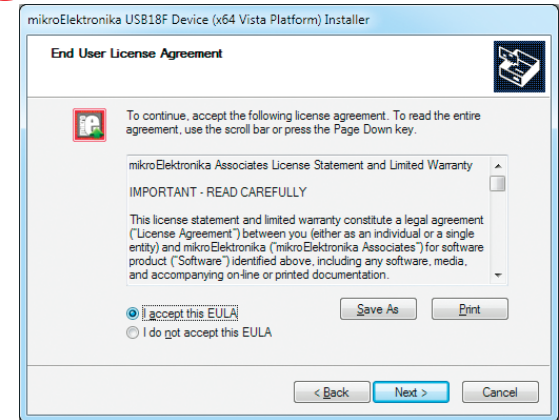 mikroElektronika USB18F Device (x64 Vista Platform) Installer
End User License Agreement
To continue, accept the following license agreement. To read the entire
agreement, use the scroll bar or press the Page Down key.
mikroElektronika Associates License Statement and Limited Warranty
IMPORTANT - READ CAREFULLY
This license statement and limited warranty constitute a legal agreement
("License Agreement") between you (either as an individual or a single
entity) and mikroElektronika ("mikroElektronika Associates") for software
product ("Software") identified above, including any software, media,
and accompanying on-line or printed documentation.
I accept this EULA
Save As
Print
I do not accept this EULA
< Back
Next >
Cancel